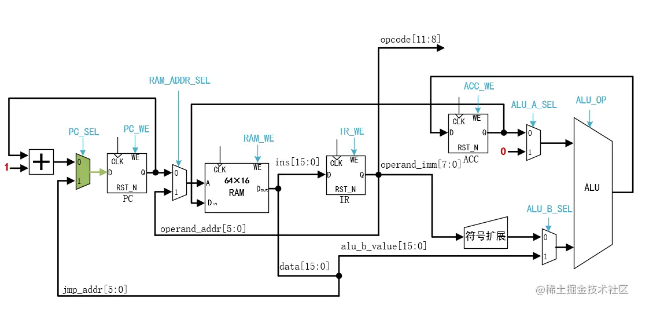 opcode[11:8]
RAM_ADDR_SEL
ACC_WE
ALU_A_SEL
ALU_OP
PC_SEL
PC_WE
RAM_WE
IR_WE
CLK
WE
D
Q
RST_N
ACC
0
1
0
1
+
0
1
CLK
WE
D
Q
RST_N
PC
0
1
CLK
WE
A
64×16
RAM
Din
Dout
ins[15:0]
CLK
WE
D
Q
RST_N
IR
operand_imm[7:0]
ALU
ALU_B_SEL
operand_addr[5:0]
符号扩展
0
1
alu_b_value[15:0]
data[15:0]
jmp_addr[5:0]
@稀土掘金技术社区